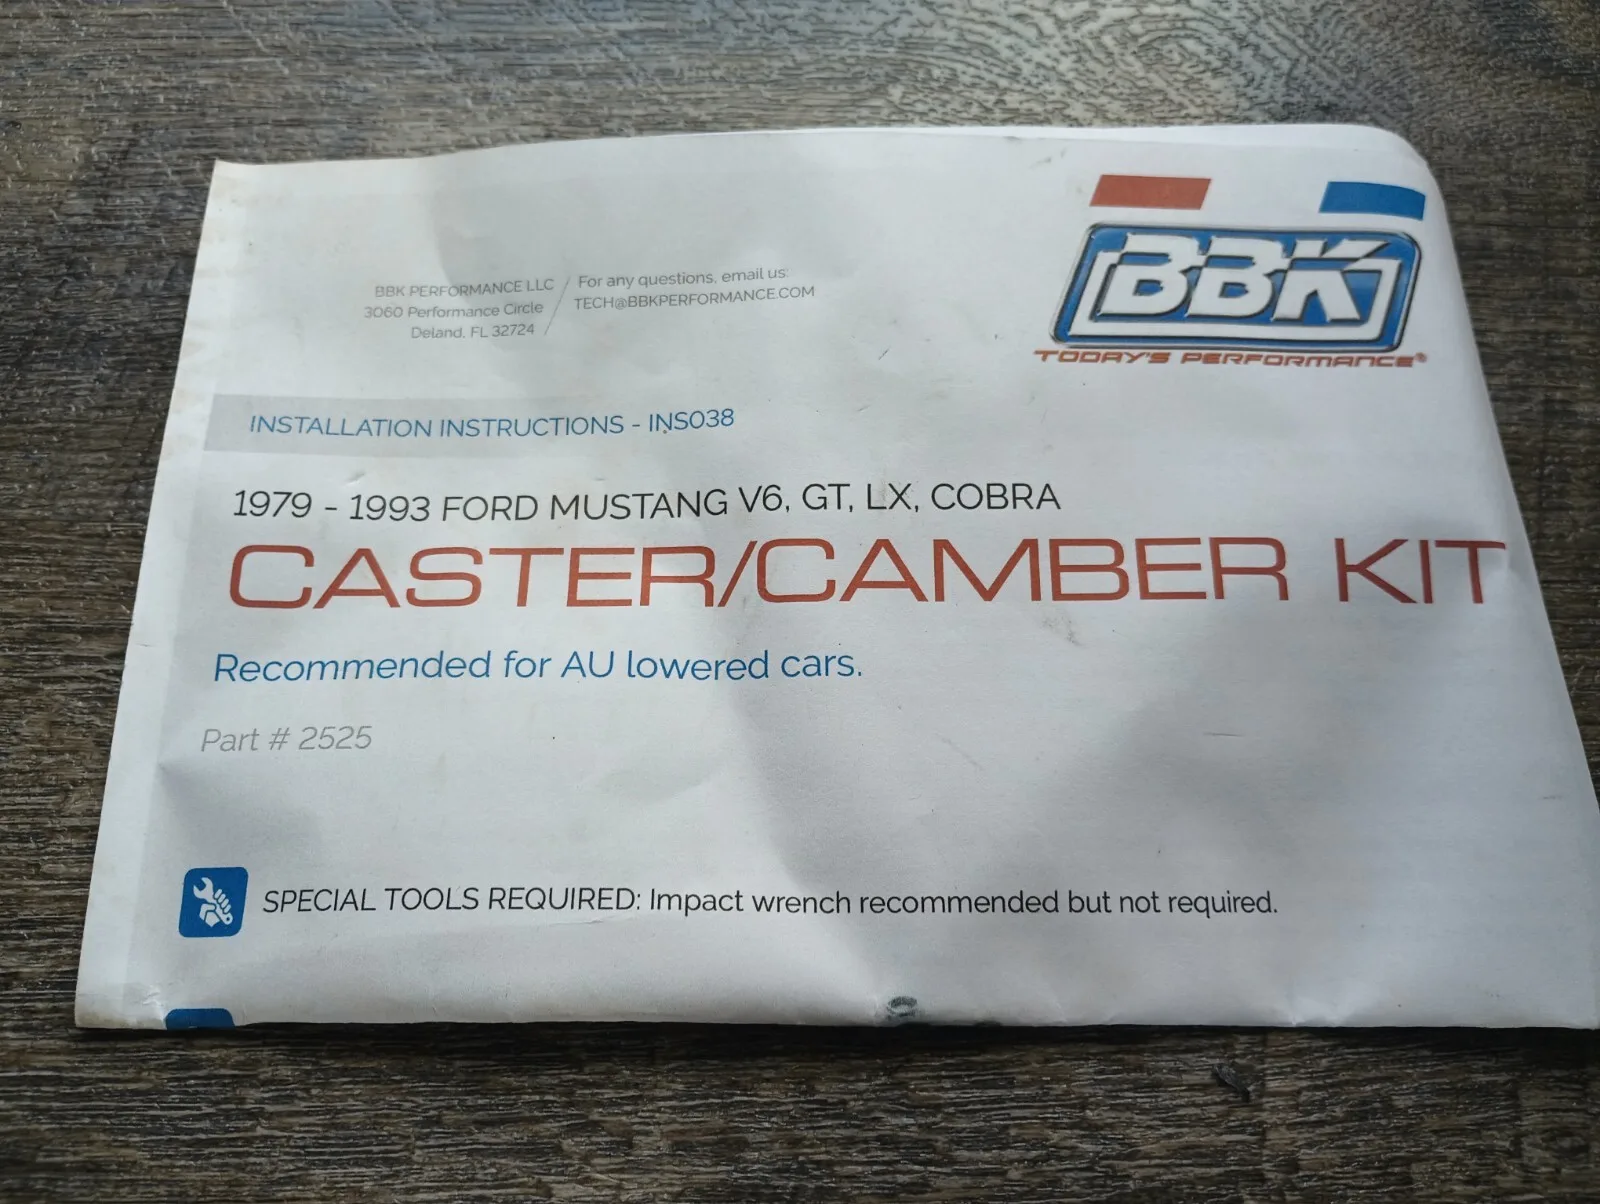 BBK
TODAY'S PERFORMANCE®
BBK PERFORMANCE LLC
3060 Performance Circle
Deland, FL 32724
For any questions, email us:
TECH@BBKPERFORMANCE.COM
INSTALLATION INSTRUCTIONS - INS038
1979 - 1993 FORD MUSTANG V6, GT, LX, COBRA
CASTER/CAMBER KIT
Recommended for AU lowered cars.
Part # 2525
SPECIAL TOOLS REQUIRED: Impact wrench recommended but not required.